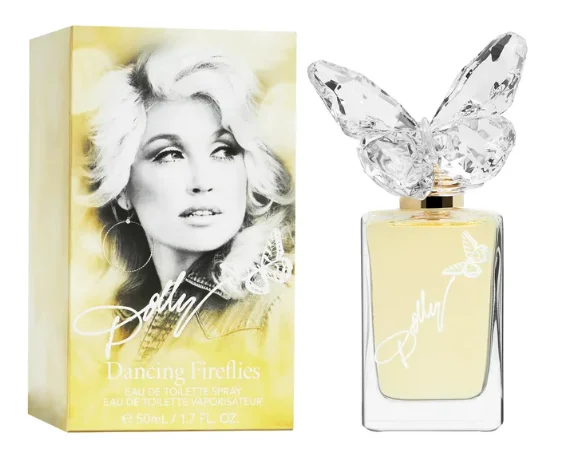 Dolly
Dancing Fireflies
EAU DE TOILETTE SPRAY
EAU DE TOILETTE VAPORISATEUR
℮ 50mL / 1.7 FL. OZ.
Dolly